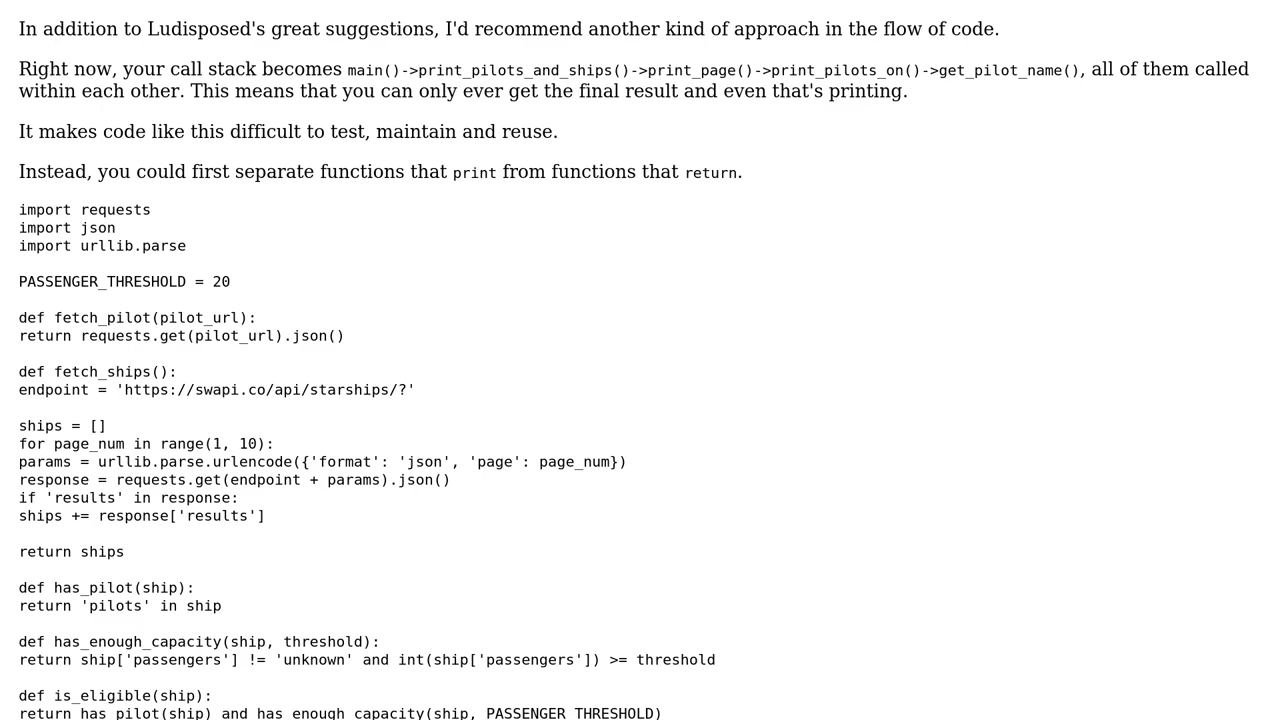 In addition to Ludisposed's great suggestions, I'd recommend another kind of approach in the flow of code.
Right now, your call stack becomes main()->print_pilots_and_ships()->print_page()->print_pilots_on()->get_pilot_name(), all of them called
within each other. This means that you can only ever get the final result and even that's printing.
It makes code like this difficult to test, maintain and reuse.
Instead, you could first separate functions that print from functions that return.
import requests
import json
import urllib.parse
PASSENGER_THRESHOLD = 20
def fetch_pilot(pilot_url):
return requests.get(pilot_url).json()
def fetch_ships():
endpoint = 'https://swapi.co/api/starships/?'
ships = []
for page_num in range(1, 10):
params = urllib.parse.urlencode({'format': 'json', 'page': page_num})
response = requests.get(endpoint + params).json()
if 'results' in response:
ships += response['results']
return ships
def has_pilot(ship):
return 'pilots' in ship
def has_enough_capacity(ship, threshold):
return ship['passengers'] != 'unknown' and int(ship['passengers']) >= threshold
def is_eligible(ship):
return has_pilot(ship) and has_enough_capacity(ship, PASSENGER_THRESHOLD)